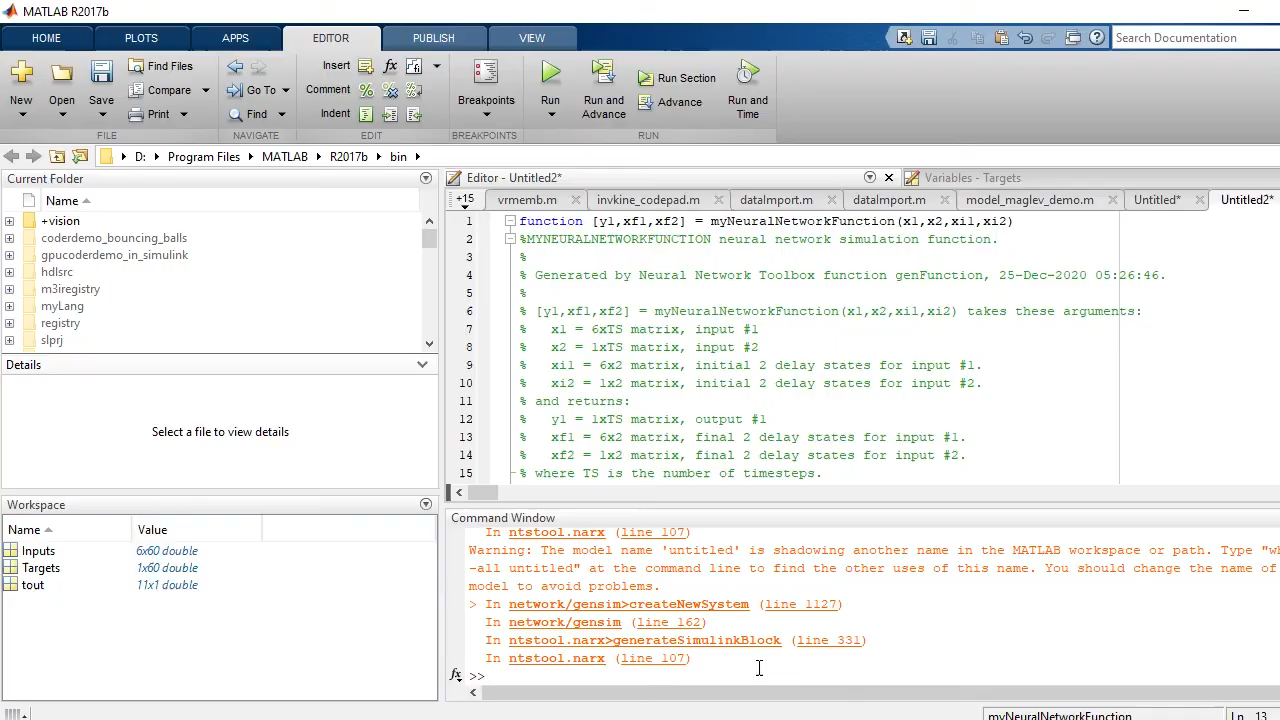 MATLAB R2017b
HOME PLOTS APPS EDITOR PUBLISH VIEW Search Documentation
New Open Save Find Files Compare Print Go To Find Insert Comment Indent Breakpoints Run Run and Advance Run Section Advance Run and Time
FILE NAVIGATE EDIT BREAKPOINTS RUN
D: Program Files MATLAB R2017b bin
Current Folder
Name
+vision
coderdemo_bouncing_balls
gpucoderdemo_in_simulink
hdlsrc
m3iregistry
myLang
registry
slprj
Details
Select a file to view details
Workspace
Name Value
Inputs 6x60 double
Targets 1x60 double
tout 11x1 double
Editor - Untitled2* Variables - Targets
+15 vrmemb.m invkine_codepad.m dataImport.m dataImport.m model_maglev_demo.m Untitled* Untitled2*
1 function [y1,xf1,xf2] = myNeuralNetworkFunction(x1,x2,xi1,xi2)
2 %MYNEURALNETWORKFUNCTION neural network simulation function.
3 %
4 % Generated by Neural Network Toolbox function genFunction, 25-Dec-2020 05:26:46.
5 %
6 % [y1,xf1,xf2] = myNeuralNetworkFunction(x1,x2,xi1,xi2) takes these arguments:
7 % x1 = 6xTS matrix, input #1
8 % x2 = 1xTS matrix, input #2
9 % xi1 = 6x2 matrix, initial 2 delay states for input #1.
10 % xi2 = 1x2 matrix, initial 2 delay states for input #2.
11 % and returns:
12 % y1 = 1xTS matrix, output #1
13 % xf1 = 6x2 matrix, final 2 delay states for input #1.
14 % xf2 = 1x2 matrix, final 2 delay states for input #2.
15 % where TS is the number of timesteps.
Command Window
In ntstool.narx (line 107)
Warning: The model name 'untitled' is shadowing another name in the MATLAB workspace or path. Type "wh
-all untitled" at the command line to find the other uses of this name. You should change the name of
model to avoid problems.
> In network/gensim>createNewSystem (line 1127)
In network/gensim (line 162)
In ntstool.narx>generateSimulinkBlock (line 331)
In ntstool.narx (line 107)
fx >>
myNeuralNetworkFunction Ln 13